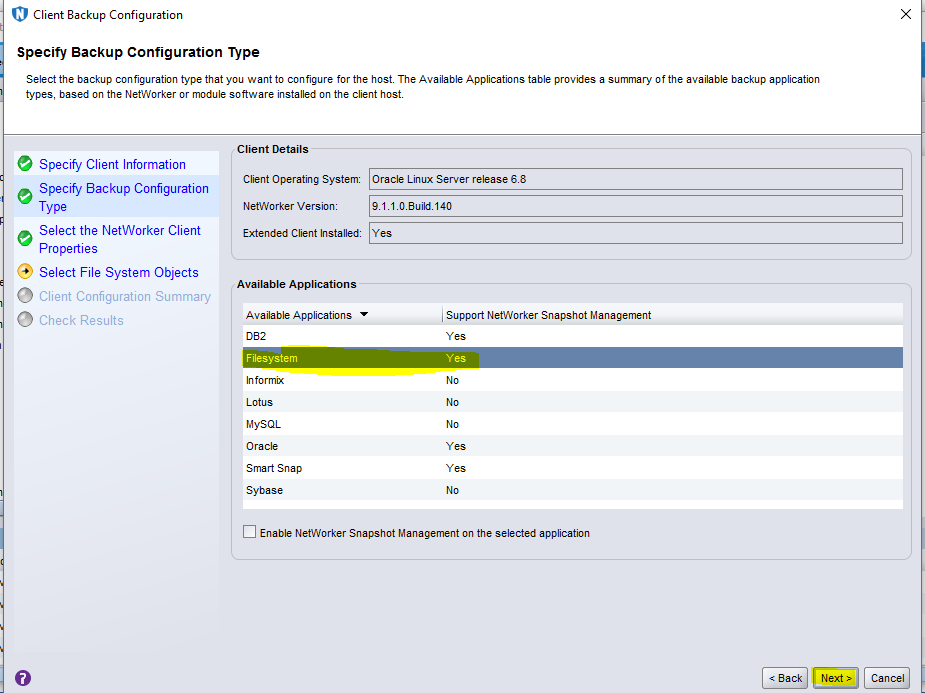 Client Backup Configuration
Specify Backup Configuration Type
Select the backup configuration type that you want to configure for the host. The Available Applications table provides a summary of the available backup application
types, based on the NetWorker or module software installed on the client host.
Specify Client Information
Specify Backup Configuration
Type
Select the NetWorker Client
Properties
Select File System Objects
Client Configuration Summary
Check Results
Client Details
Client Operating System: Oracle Linux Server release 6.8
NetWorker Version: 9.1.1.0.Build.140
Extended Client Installed: Yes
Available Applications
Available Applications Support NetWorker Snapshot Management
DB2 Yes
Filesystem Yes
Informix No
Lotus No
MySQL No
Oracle Yes
Smart Snap Yes
Sybase No
Enable NetWorker Snapshot Management on the selected application
? < Back Next > Cancel